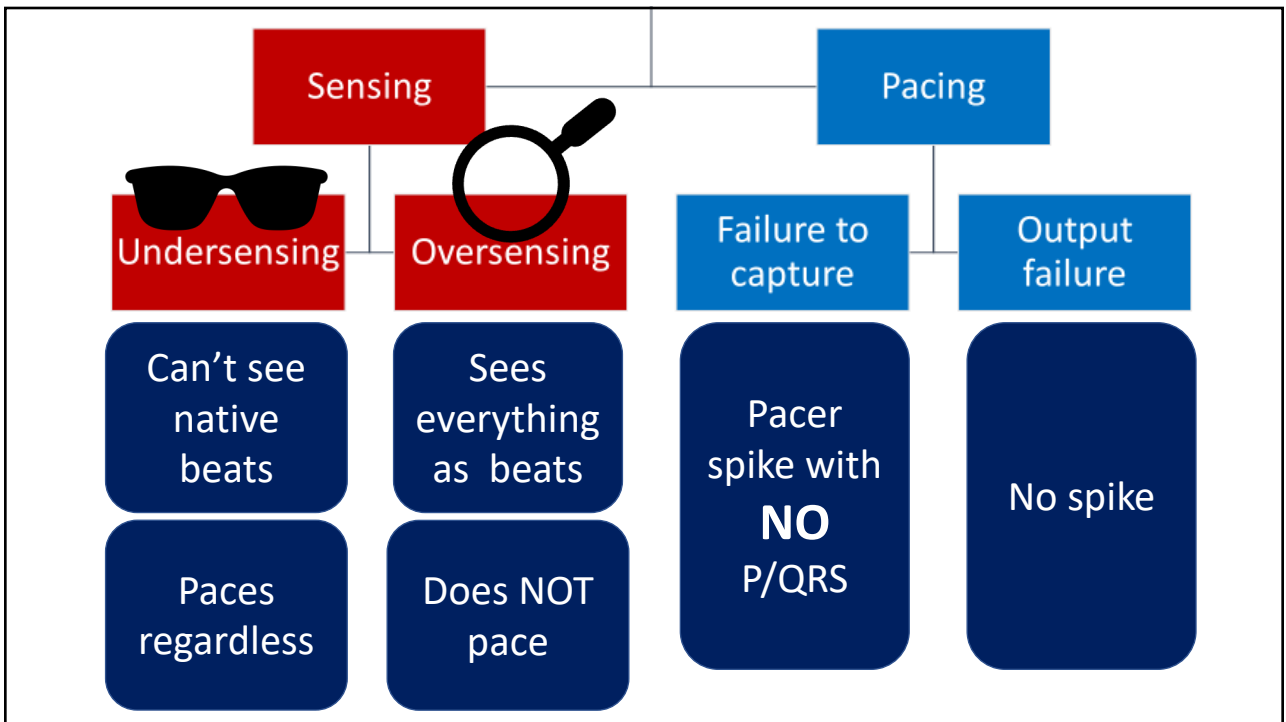 Sensing
Pacing
Undersensing
Oversensing
Failure to
capture
Output
failure
Can’t see
native
beats
Sees
everything
as beats
Pacer
spike with
NO
P/QRS
No spike
Paces
regardless
Does NOT
pace